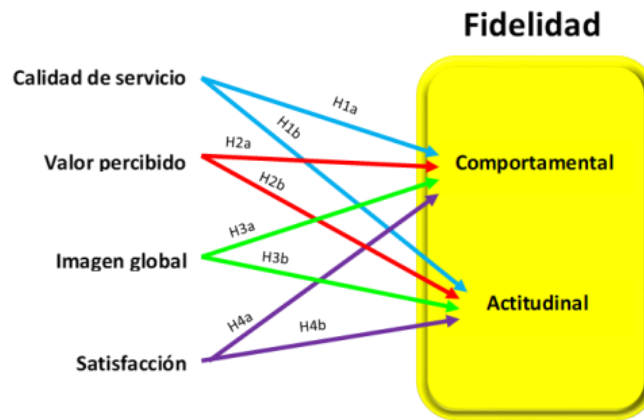 Fidelidad
Calidad de servicio
H1a
H1b
Valor percibido
H2a
H2b
Comportamental
Imagen global
H3a
H3b
Actitudinal
Satisfacción
H4a
H4b